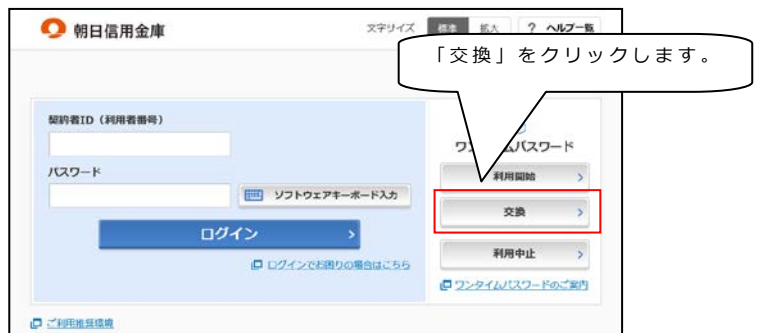 朝日信用金庫
文字サイズ 標準 拡大 ? ヘルプ一覧
「交換」をクリックします。
契約者ID（利用者番号）
パスワード
ソフトウェアキーボード入力
ログイン
ログインでお困りの場合はこちら
ワンタイムパスワード
利用開始
交換
利用中止
ワンタイムパスワードのご案内
ご利用推奨環境